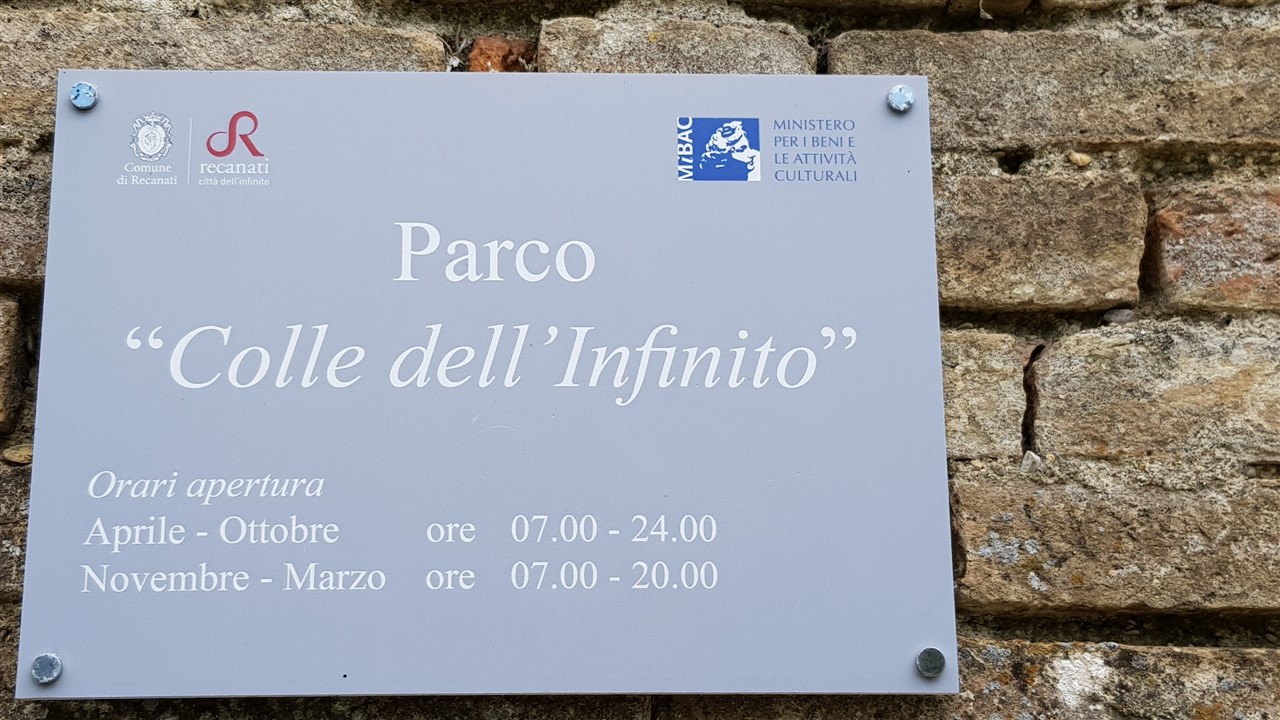 Comune
di Recanati
R
recanati
città dell'infinito
MiBAC
MINISTERO
PER I BENI E
LE ATTIVITÀ
CULTURALI
Parco
“Colle dell’Infinito”
Orari apertura
Aprile - Ottobre ore 07.00 - 24.00
Novembre - Marzo ore 07.00 - 20.00